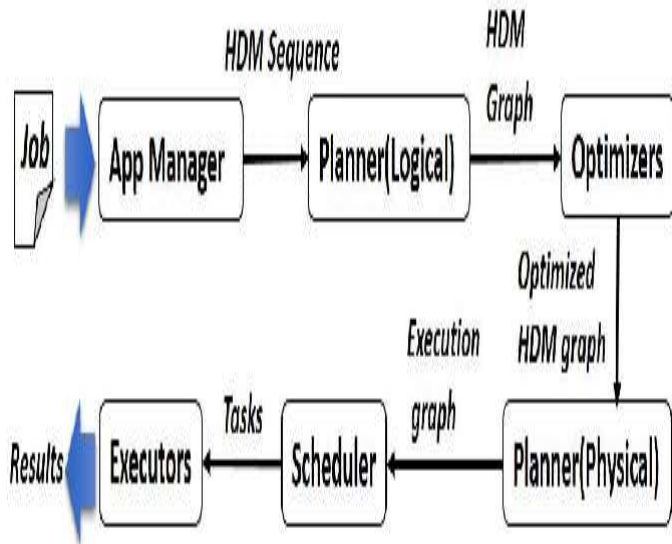 HDM Sequence
HDM
Graph
Job
App Manager
Planner(Logical)
Optimizers
Optimized
HDM graph
Execution
graph
Tasks
Results
Executors
Scheduler
Planner(Physical)